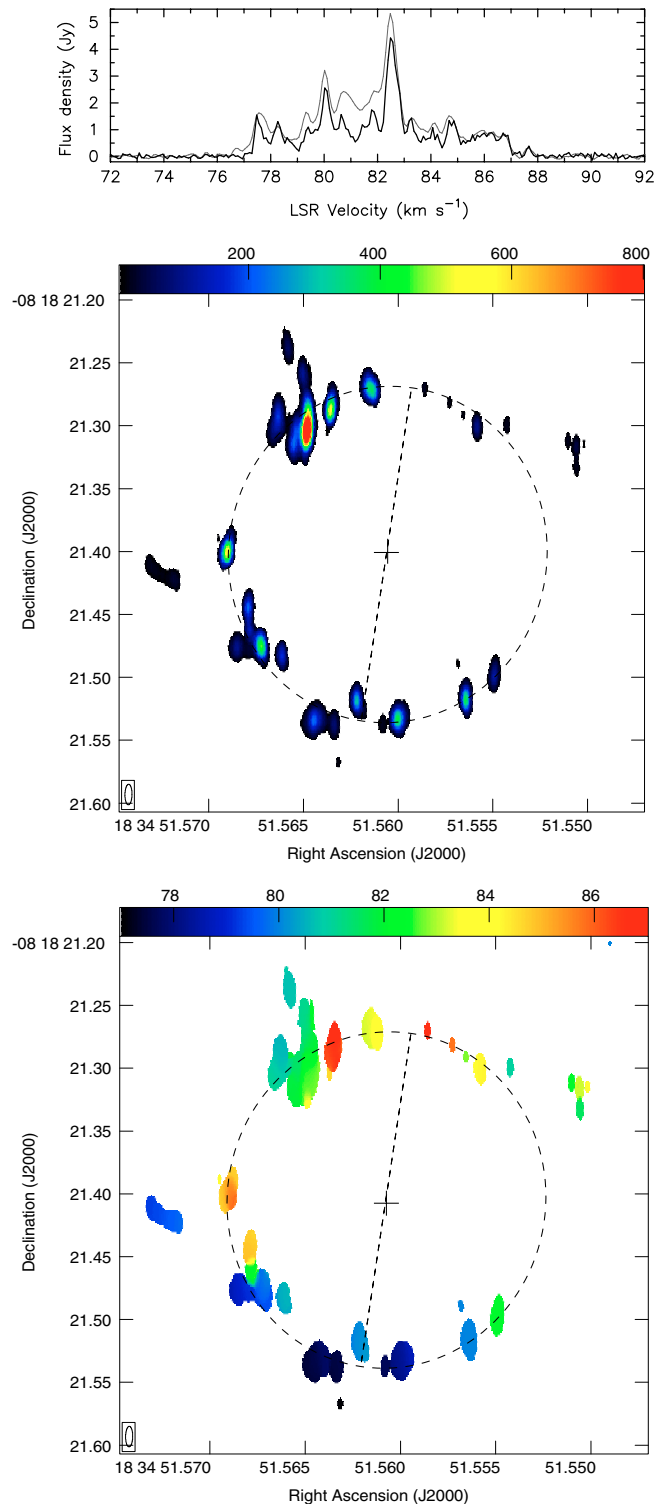 Flux density (Jy)
5
4
3
2
1
0
72 74 76 78 80 82 84 86 88 90 92
LSR Velocity (km s⁻¹)
200 400 600 800
-08 18 21.20
21.25
21.30
21.35
21.40
21.45
21.50
21.55
21.60
Declination (J2000)
18 34 51.570 51.565 51.560 51.555 51.550
Right Ascension (J2000)
78 80 82 84 86
-08 18 21.20
21.25
21.30
21.35
21.40
21.45
21.50
21.55
21.60
Declination (J2000)
18 34 51.570 51.565 51.560 51.555 51.550
Right Ascension (J2000)